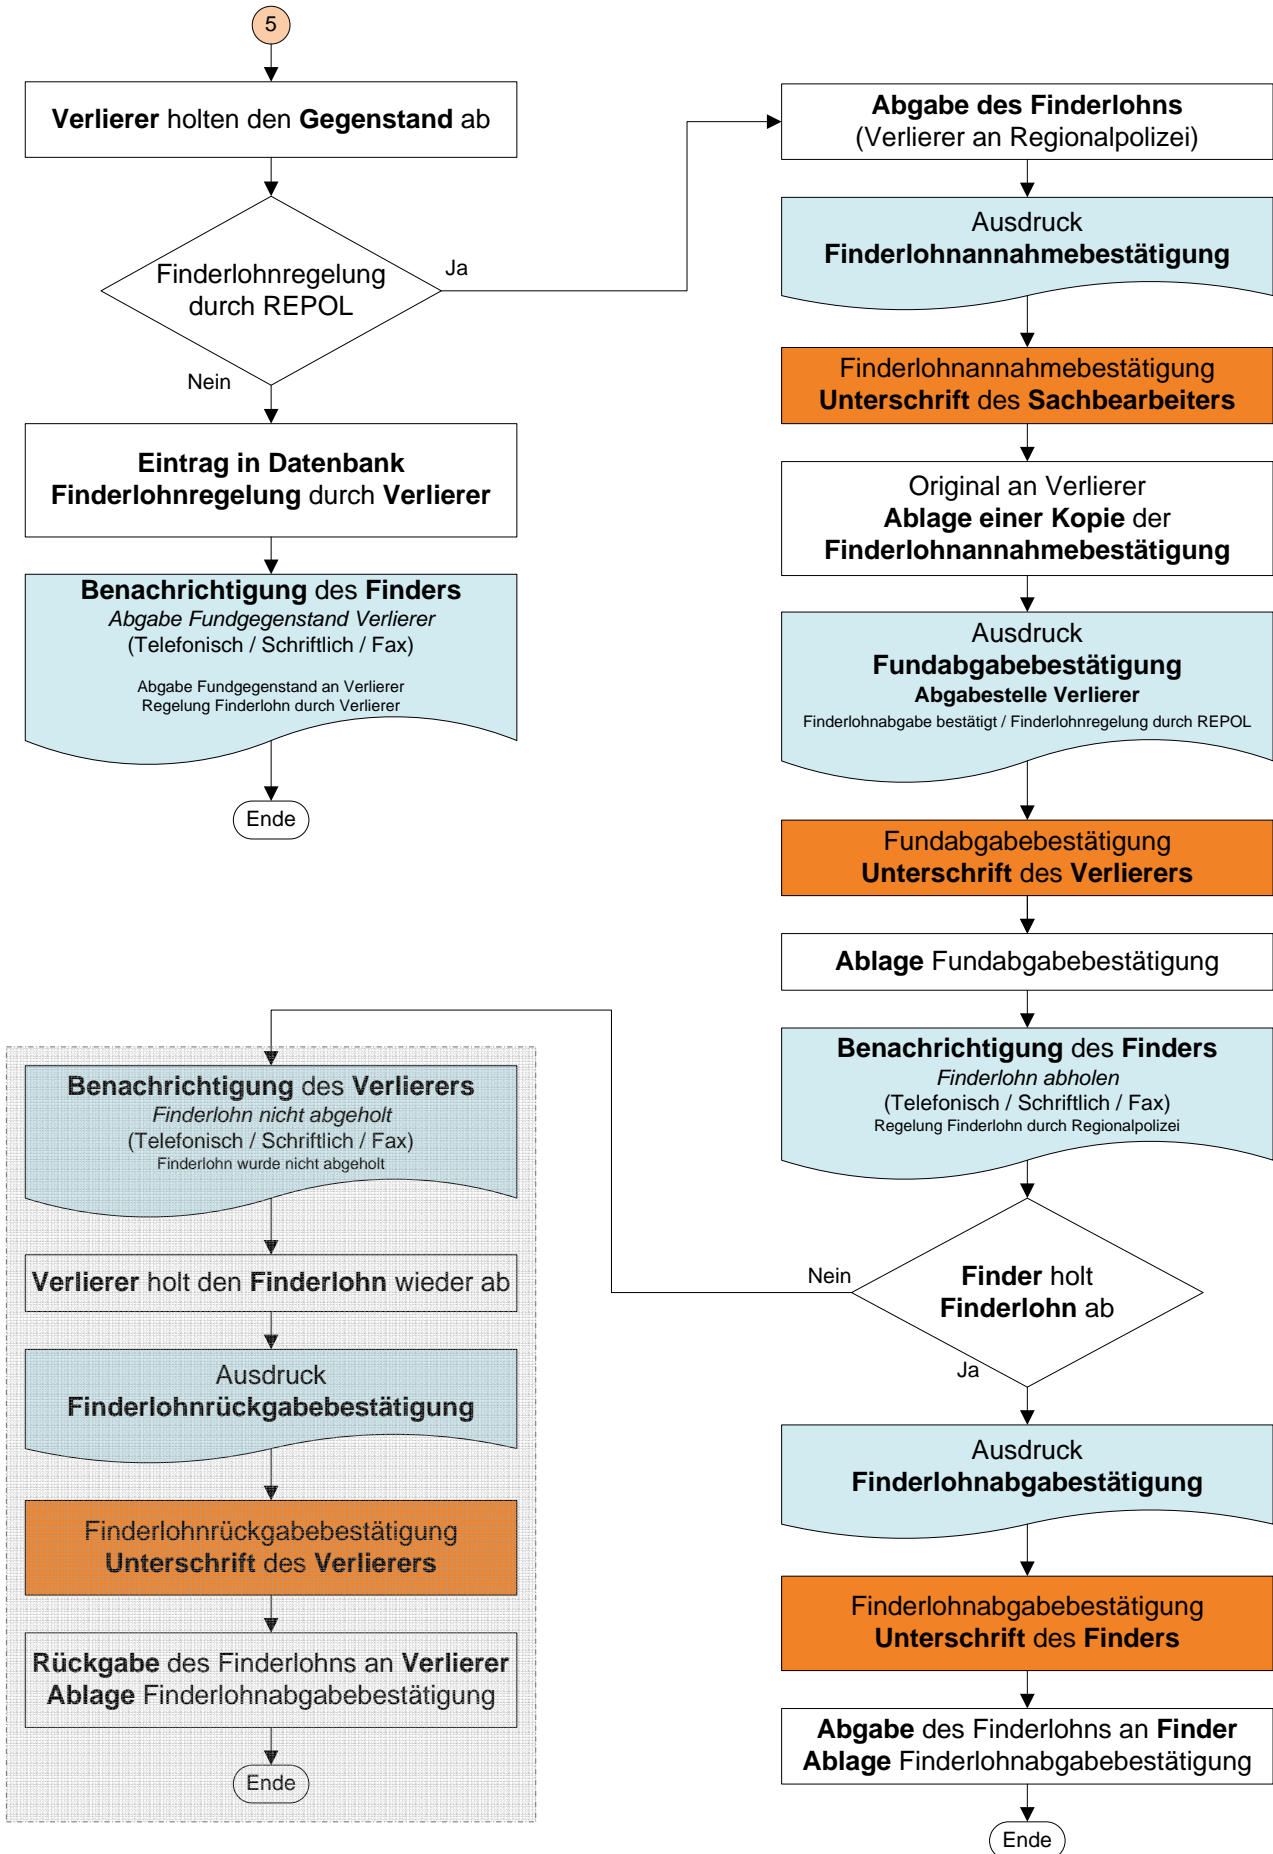 5
Verlierer holten den Gegenstand ab
Finderlohnregelung
durch REPOL
Ja
Nein
Eintrag in Datenbank
Finderlohnregelung durch Verlierer
Benachrichtigung des Finders
Abgabe Fundgegenstand Verlierer
(Telefonisch / Schriftlich / Fax)
Abgabe Fundgegenstand an Verlierer
Regelung Finderlohn durch Verlierer
Ende
Abgabe des Finderlohns
(Verlierer an Regionalpolizei)
Ausdruck
Finderlohnannahmebestätigung
Finderlohnannahmebestätigung
Unterschrift des Sachbearbeiters
Original an Verlierer
Ablage einer Kopie der
Finderlohnannahmebestätigung
Ausdruck
Fundabgabebestätigung
Abgabestelle Verlierer
Finderlohnabgabe bestätigt / Finderlohnregelung durch REPOL
Fundabgabebestätigung
Unterschrift des Verlierers
Ablage Fundabgabebestätigung
Benachrichtigung des Finders
Finderlohn abholen
(Telefonisch / Schriftlich / Fax)
Regelung Finderlohn durch Regionalpolizei
Finder holt
Finderlohn ab
Nein
Ja
Ausdruck
Finderlohnabgabestätigung
Finderlohnabgabebestätigung
Unterschrift des Finders
Abgabe des Finderlohns an Finder
Ablage Finderlohnabgabebestätigung
Ende
Benachrichtigung des Verlierers
Finderlohn nicht abgeholt
(Telefonisch / Schriftlich / Fax)
Finderlohn wurde nicht abgeholt
Verlierer holt den Finderlohn wieder ab
Ausdruck
Finderlohnrückgabebestätigung
Finderlohnrückgabebestätigung
Unterschrift des Verlierers
Rückgabe des Finderlohns an Verlierer
Ablage Finderlohnabgabebestätigung
Ende